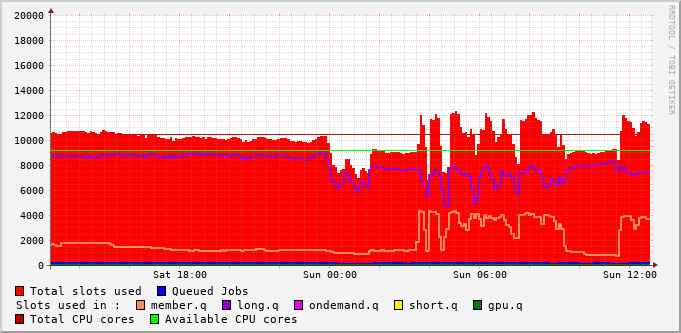 RRDTOOL / TOBI OETIKER
20000
18000
16000
14000
12000
10000
8000
6000
4000
2000
0
Sat 18:00 Sun 00:00 Sun 06:00 Sun 12:00
Total slots used Queued Jobs
Slots used in : member.q long.q ondemand.q short.q gpu.q
Total CPU cores Available CPU cores